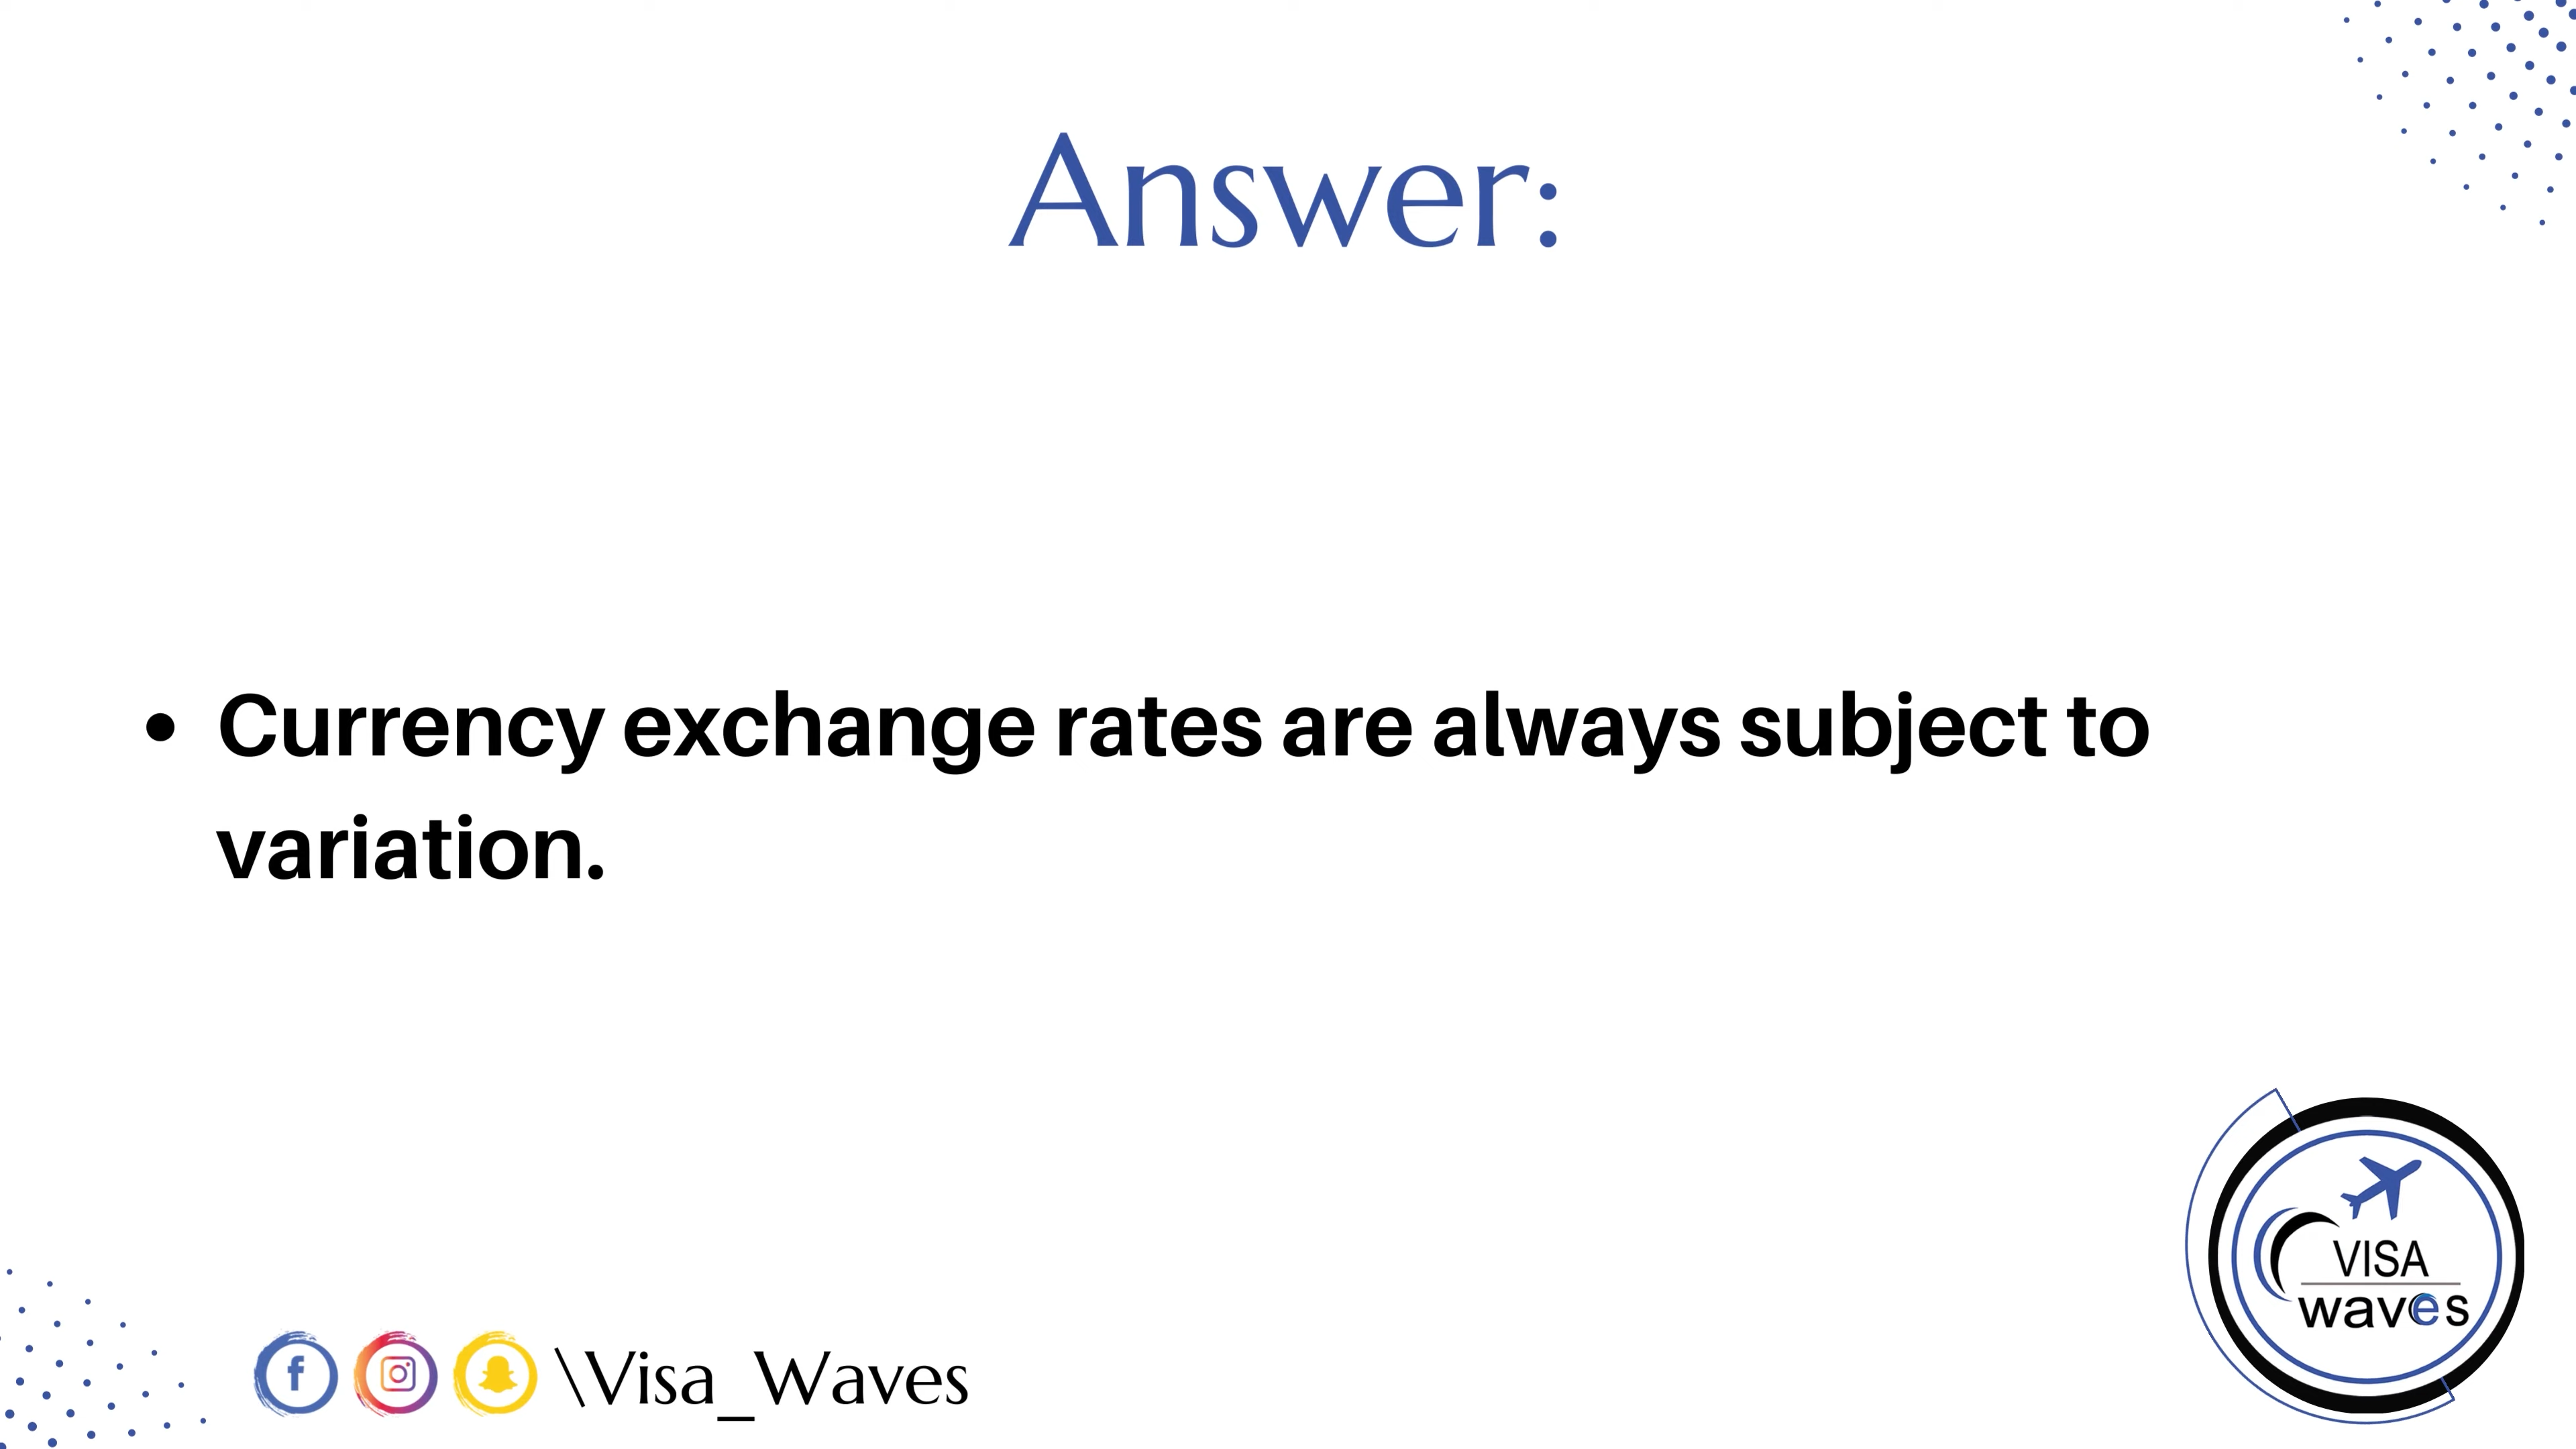 Answer:
• Currency exchange rates are always subject to
variation.
VISA
waves
\Visa_Waves